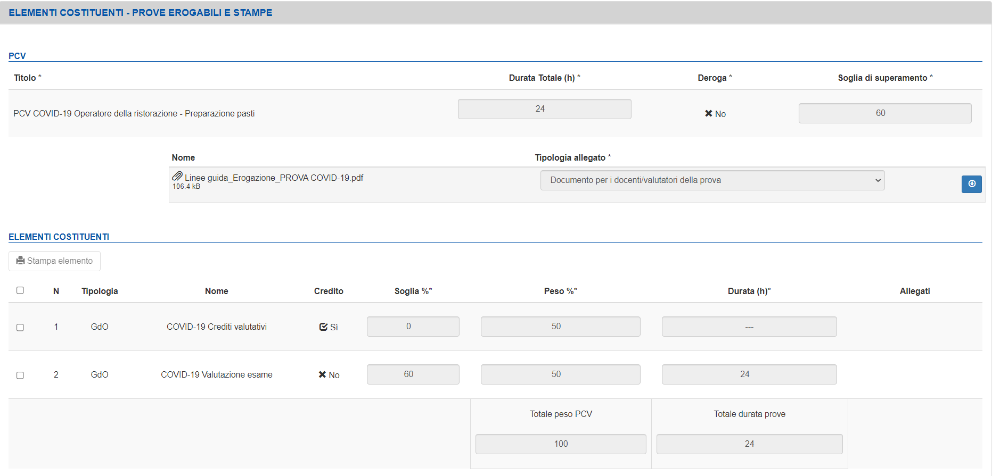 ELEMENTI COSTITUENTI - PROVE EROGABILI E STAMPE
PCV
Titolo * Durata Totale (h) * Deroga * Soglia di superamento *
PCV COVID-19 Operatore della ristorazione - Preparazione pasti 24 No 60
Nome Tipologia allegato *
Linee guida_Erogazione_PROVA COVID-19.pdf Documento per i docenti/valutatori della prova
106.4 kB
ELEMENTI COSTITUENTI
Stampa elemento
N Tipologia Nome Credito Soglia %* Peso %* Durata (h)* Allegati
1 GdO COVID-19 Crediti valutativi Sì 0 50 ---
2 GdO COVID-19 Valutazione esame No 60 50 24
Totale peso PCV Totale durata prove
100 24